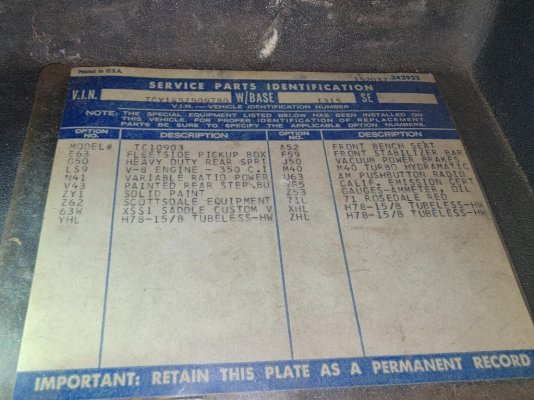 Printed in U.S.A. 342933
SERVICE PARTS IDENTIFICATION
V.I.N. W/BASE 1115 SE
V.I.N. — VEHICLE IDENTIFICATION NUMBER
NOTE: THE SPECIAL EQUIPMENT LISTED BELOW HAS BEEN INSTALLED ON THIS VEHICLE. FOR PROPER IDENTIFICATION OF REPLACEMENT PARTS BE SURE TO SPECIFY THE APPLICABLE OPTION NUMBERS.
OPTION NO. DESCRIPTION OPTION NO. DESCRIPTION
MODEL# TC10903 A52 FRONT BENCH SEAT
E63 FLEETSIDE PICKUP BOX F59 FRONT STABILIZER BAR
G50 HEAVY DUTY REAR SPRI J50 VACUUM POWER BRAKES
LS9 V-8 ENGINE - 350 C.I M40 M40 TURBO HYDRAMATIC
N41 VARIABLE RATIO POWER AM PUSHBUTTON RADIO
V43 PAINTED REAR STEP BU YF5 CALIF. EMISSION CERT
ZY1 SOLID PAINT Z53 GAUGES-AMMETER, OIL
Z62 SCOTTSDALE EQUIPMENT 71L 71 ROSEDALE RED
63W XSS1 SADDLE CUSTOM V XHL H78-15/B TUBELESS-HW
YHL H78-15/B TUBELESS-HW ZHL H78-15/B TUBELESS-HW
IMPORTANT: RETAIN THIS PLATE AS A PERMANENT RECORD